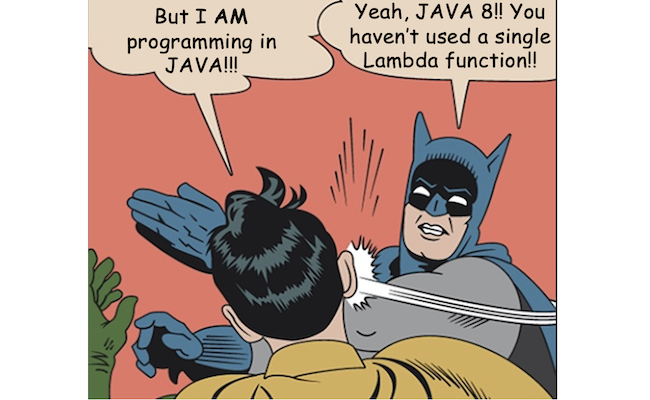 But I AM
programming in
JAVA!!!
Yeah, JAVA 8!! You
haven't used a single
Lambda function!!